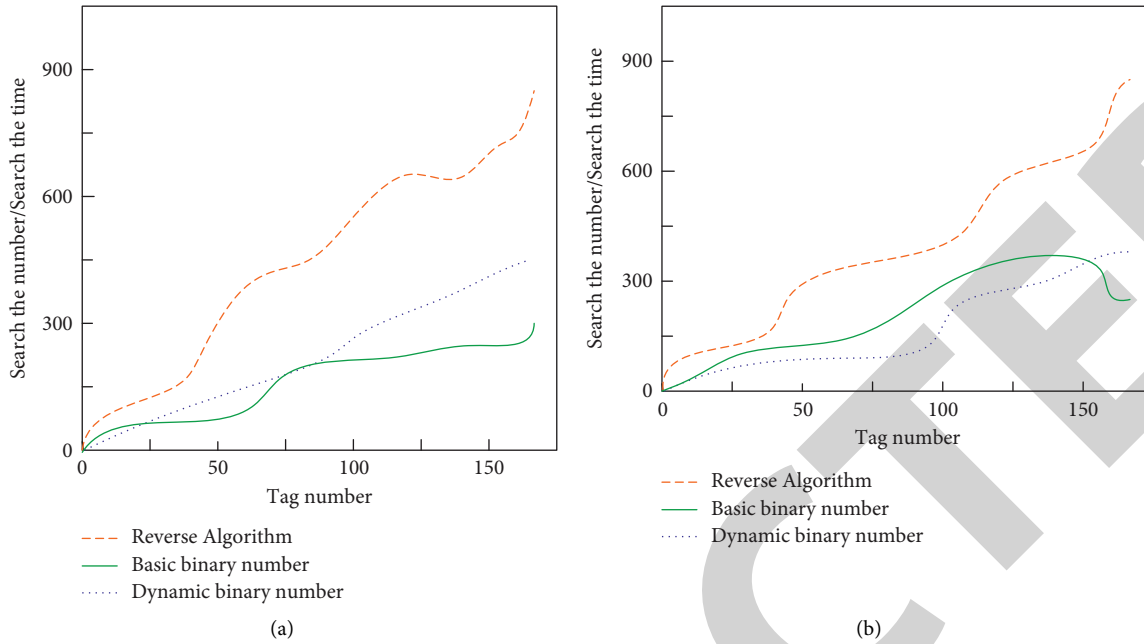 Search the number/Search the time
900
600
300
0
0
50
100
150
Tag number
Reverse Algorithm
Basic binary number
Dynamic binary number
(a)
Search the number/Search the time
900
600
300
0
0
50
100
150
Tag number
Reverse Algorithm
Basic binary number
Dynamic binary number
(b)
CTE